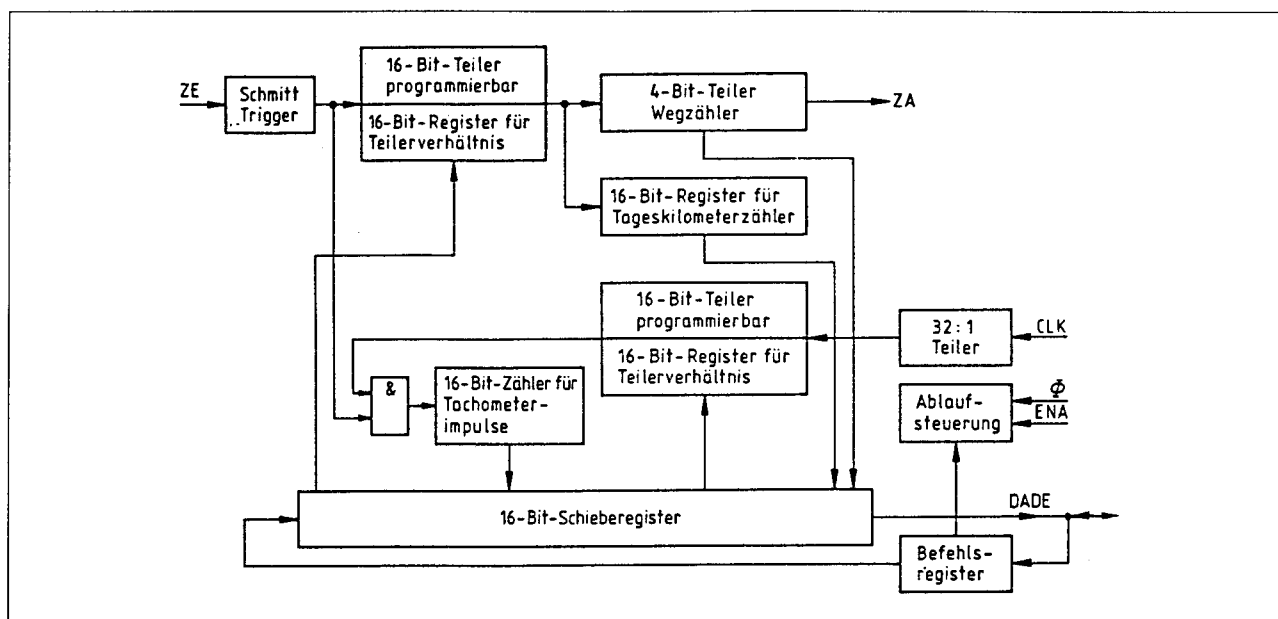 ZE
Schmitt
Trigger
16-Bit-Teiler
programmierbar
16-Bit-Register für
Teilerverhältnis
4-Bit-Teiler
Wegzähler
ZA
16-Bit-Register für
Tageskilometerzähler
16-Bit-Teiler
programmierbar
16-Bit-Register für
Teilerverhältnis
32:1
Teiler
CLK
&
16-Bit-Zähler für
Tachometer-
impulse
Ablauf-
steuerung
Φ
ENA
16-Bit-Schieberegister
DADE
Befehls-
register